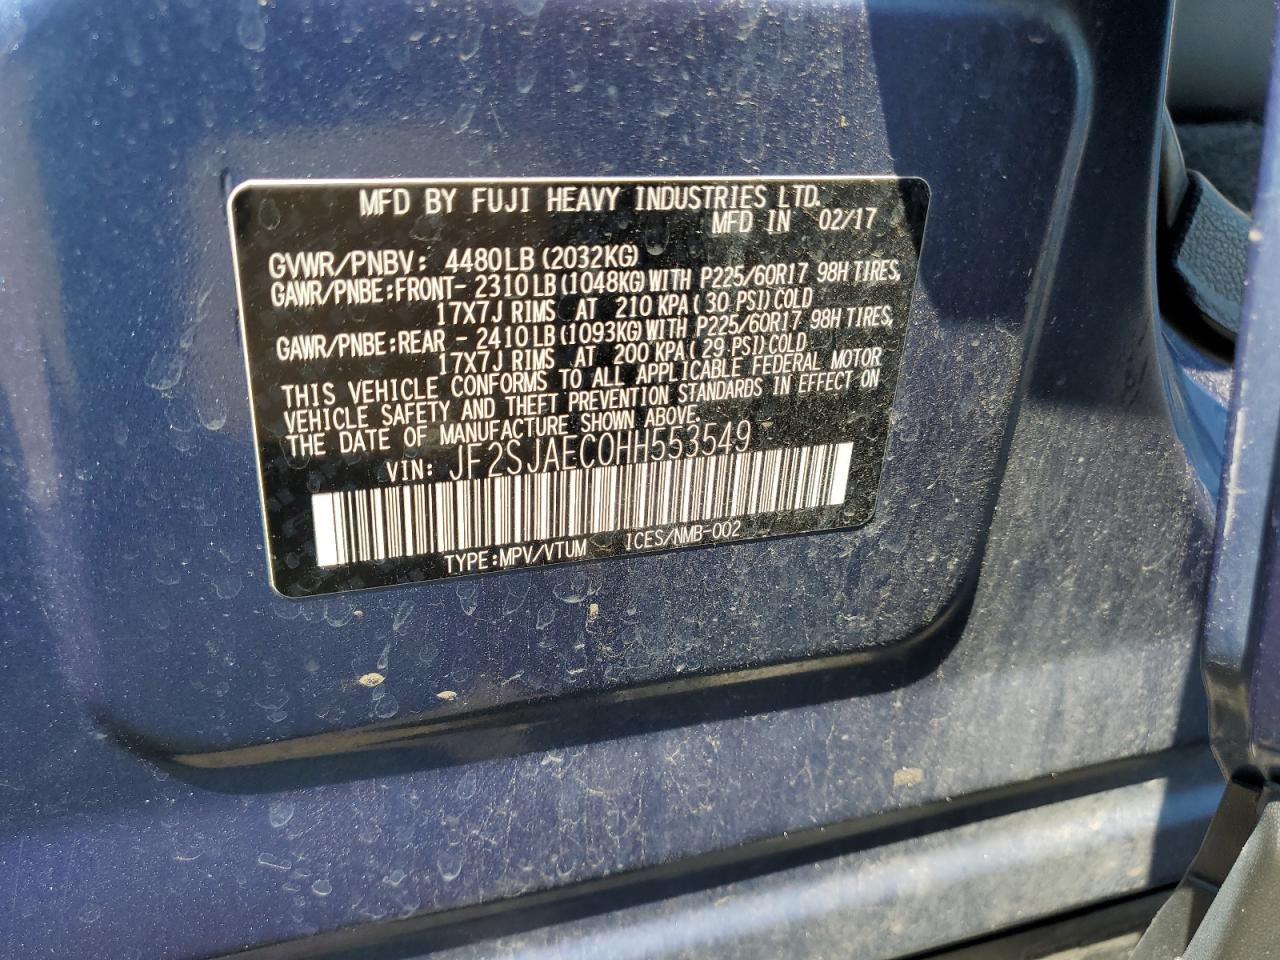 MFD BY FUJI HEAVY INDUSTRIES LTD.
MFD IN 02/17
GVWR/PNBV: 4480LB(2032KG)
GAWR/PNBE:FRONT- 2310LB(1048KG)WITH P225/60R17 98H TIRES,
17X7J RIMS AT 210 KPA(30 PSI)COLD
GAWR/PNBE:REAR - 2410LB(1093KG)WITH P225/60R17 98H TIRES,
17X7J RIMS AT 200 KPA(29 PSI)COLD
THIS VEHICLE CONFORMS TO ALL APPLICABLE FEDERAL MOTOR
VEHICLE SAFETY AND THEFT PREVENTION STANDARDS IN EFFECT ON
THE DATE OF MANUFACTURE SHOWN ABOVE.
VIN: JF2SJAEC0HH553549
TYPE:MPV/VTUM ICES/NMB-002